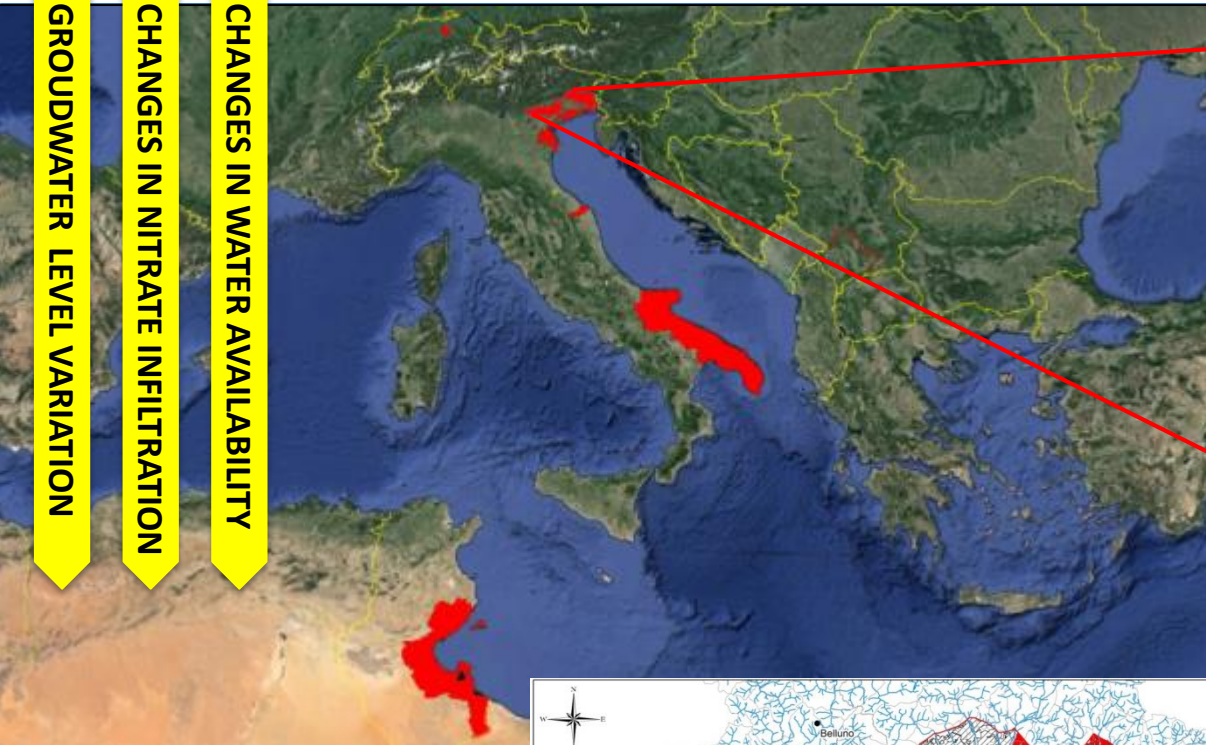 GROUDWATER LEVEL VARIATION
CHANGES IN NITRATE INFILTRATION
CHANGES IN WATER AVAILABILITY
N
W
E
Belluno